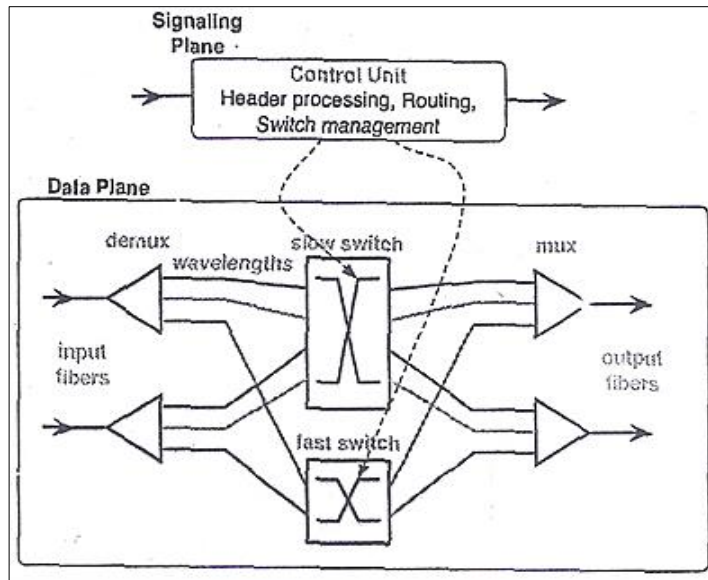 Signaling
Plane
Control Unit
Header processing, Routing,
Switch management
Data Plane
demux
wavelengths
slow switch
mux
input
fibers
output
fibers
fast switch